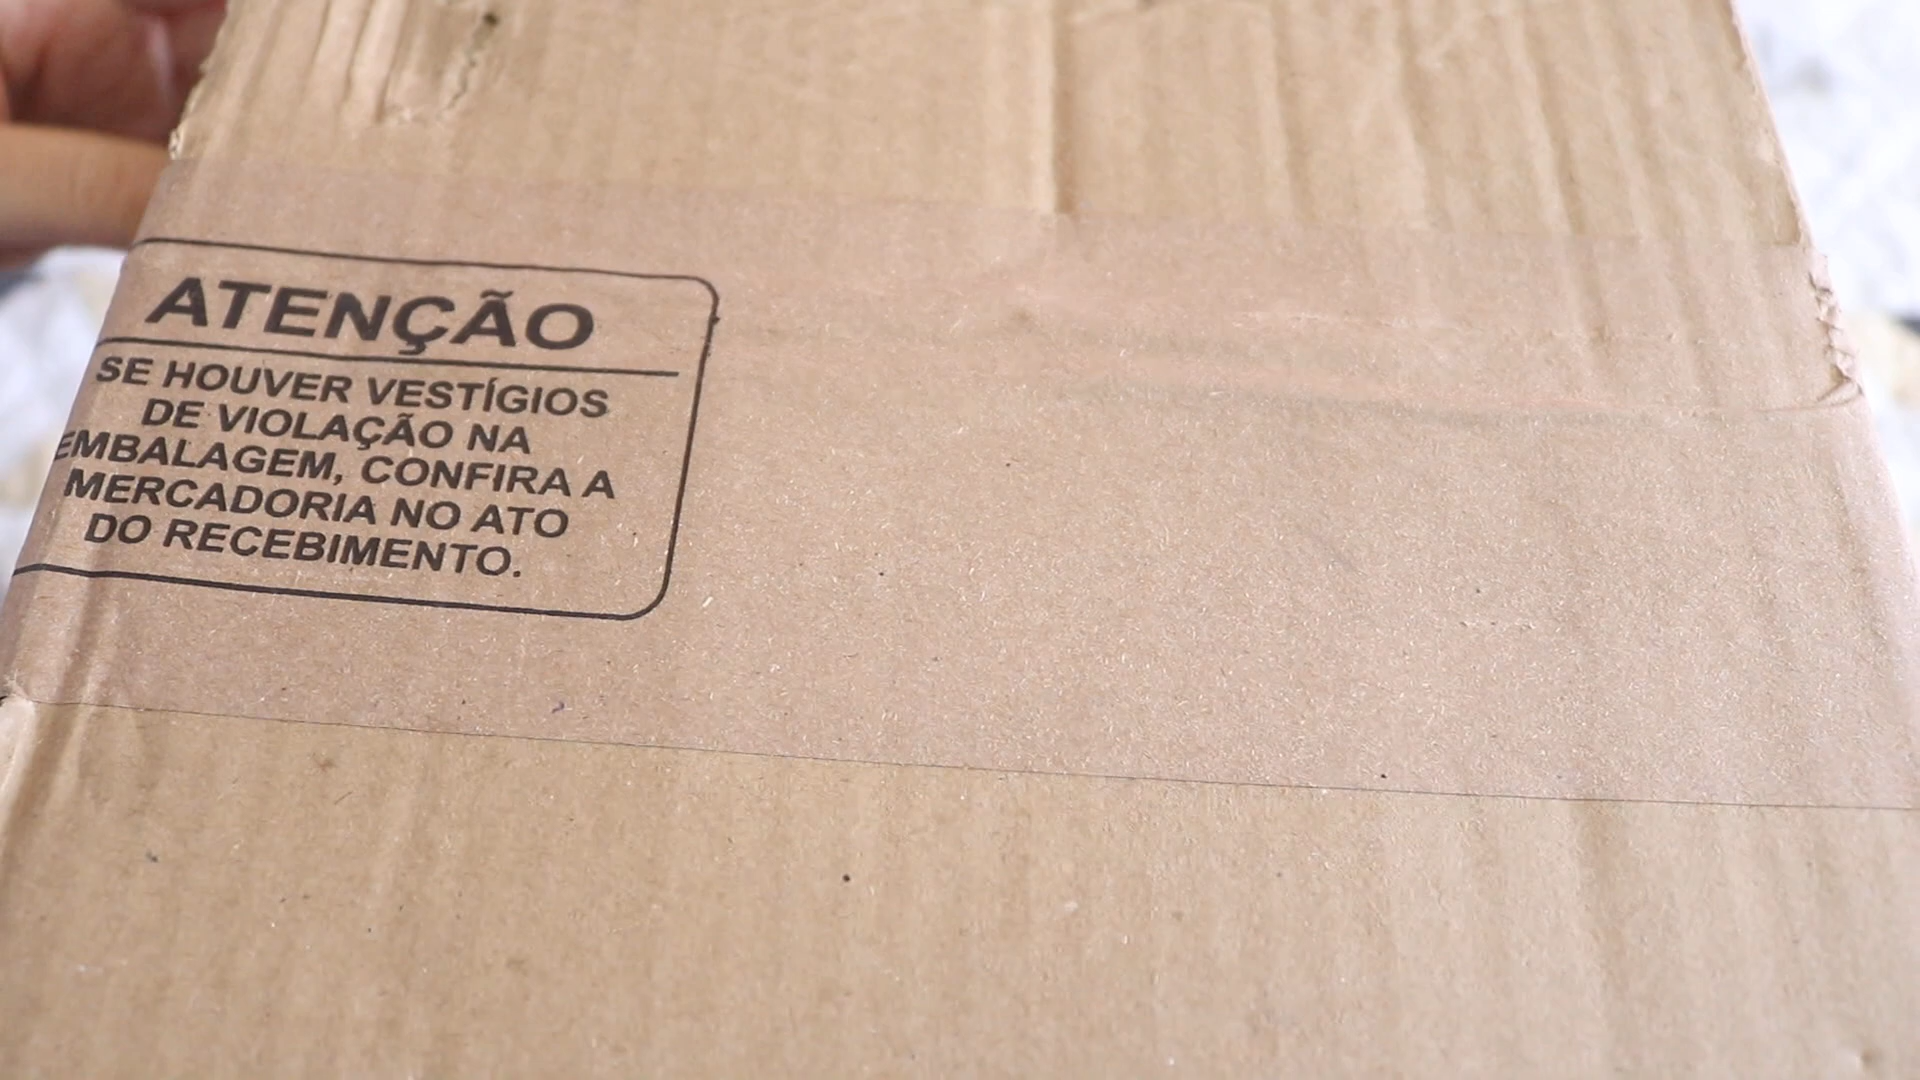 ATENÇÃO
SE HOUVER VESTÍGIOS
DE VIOLAÇÃO NA
EMBALAGEM, CONFIRA A
MERCADORIA NO ATO
DO RECEBIMENTO.